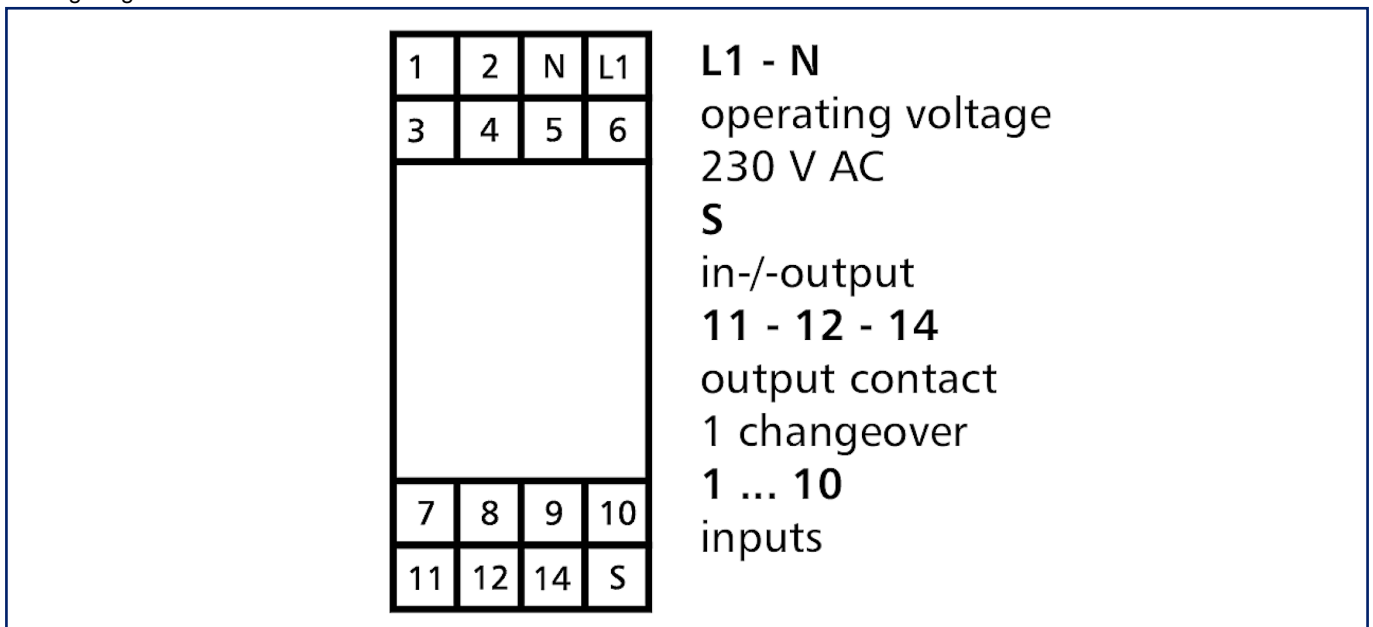 1 2 N L1
3 4 5 6
7 8 9 10
11 12 14 S
L1 - N
operating voltage
230 V AC
S
in-/-output
11 - 12 - 14
output contact
1 changeover
1 ... 10
inputs